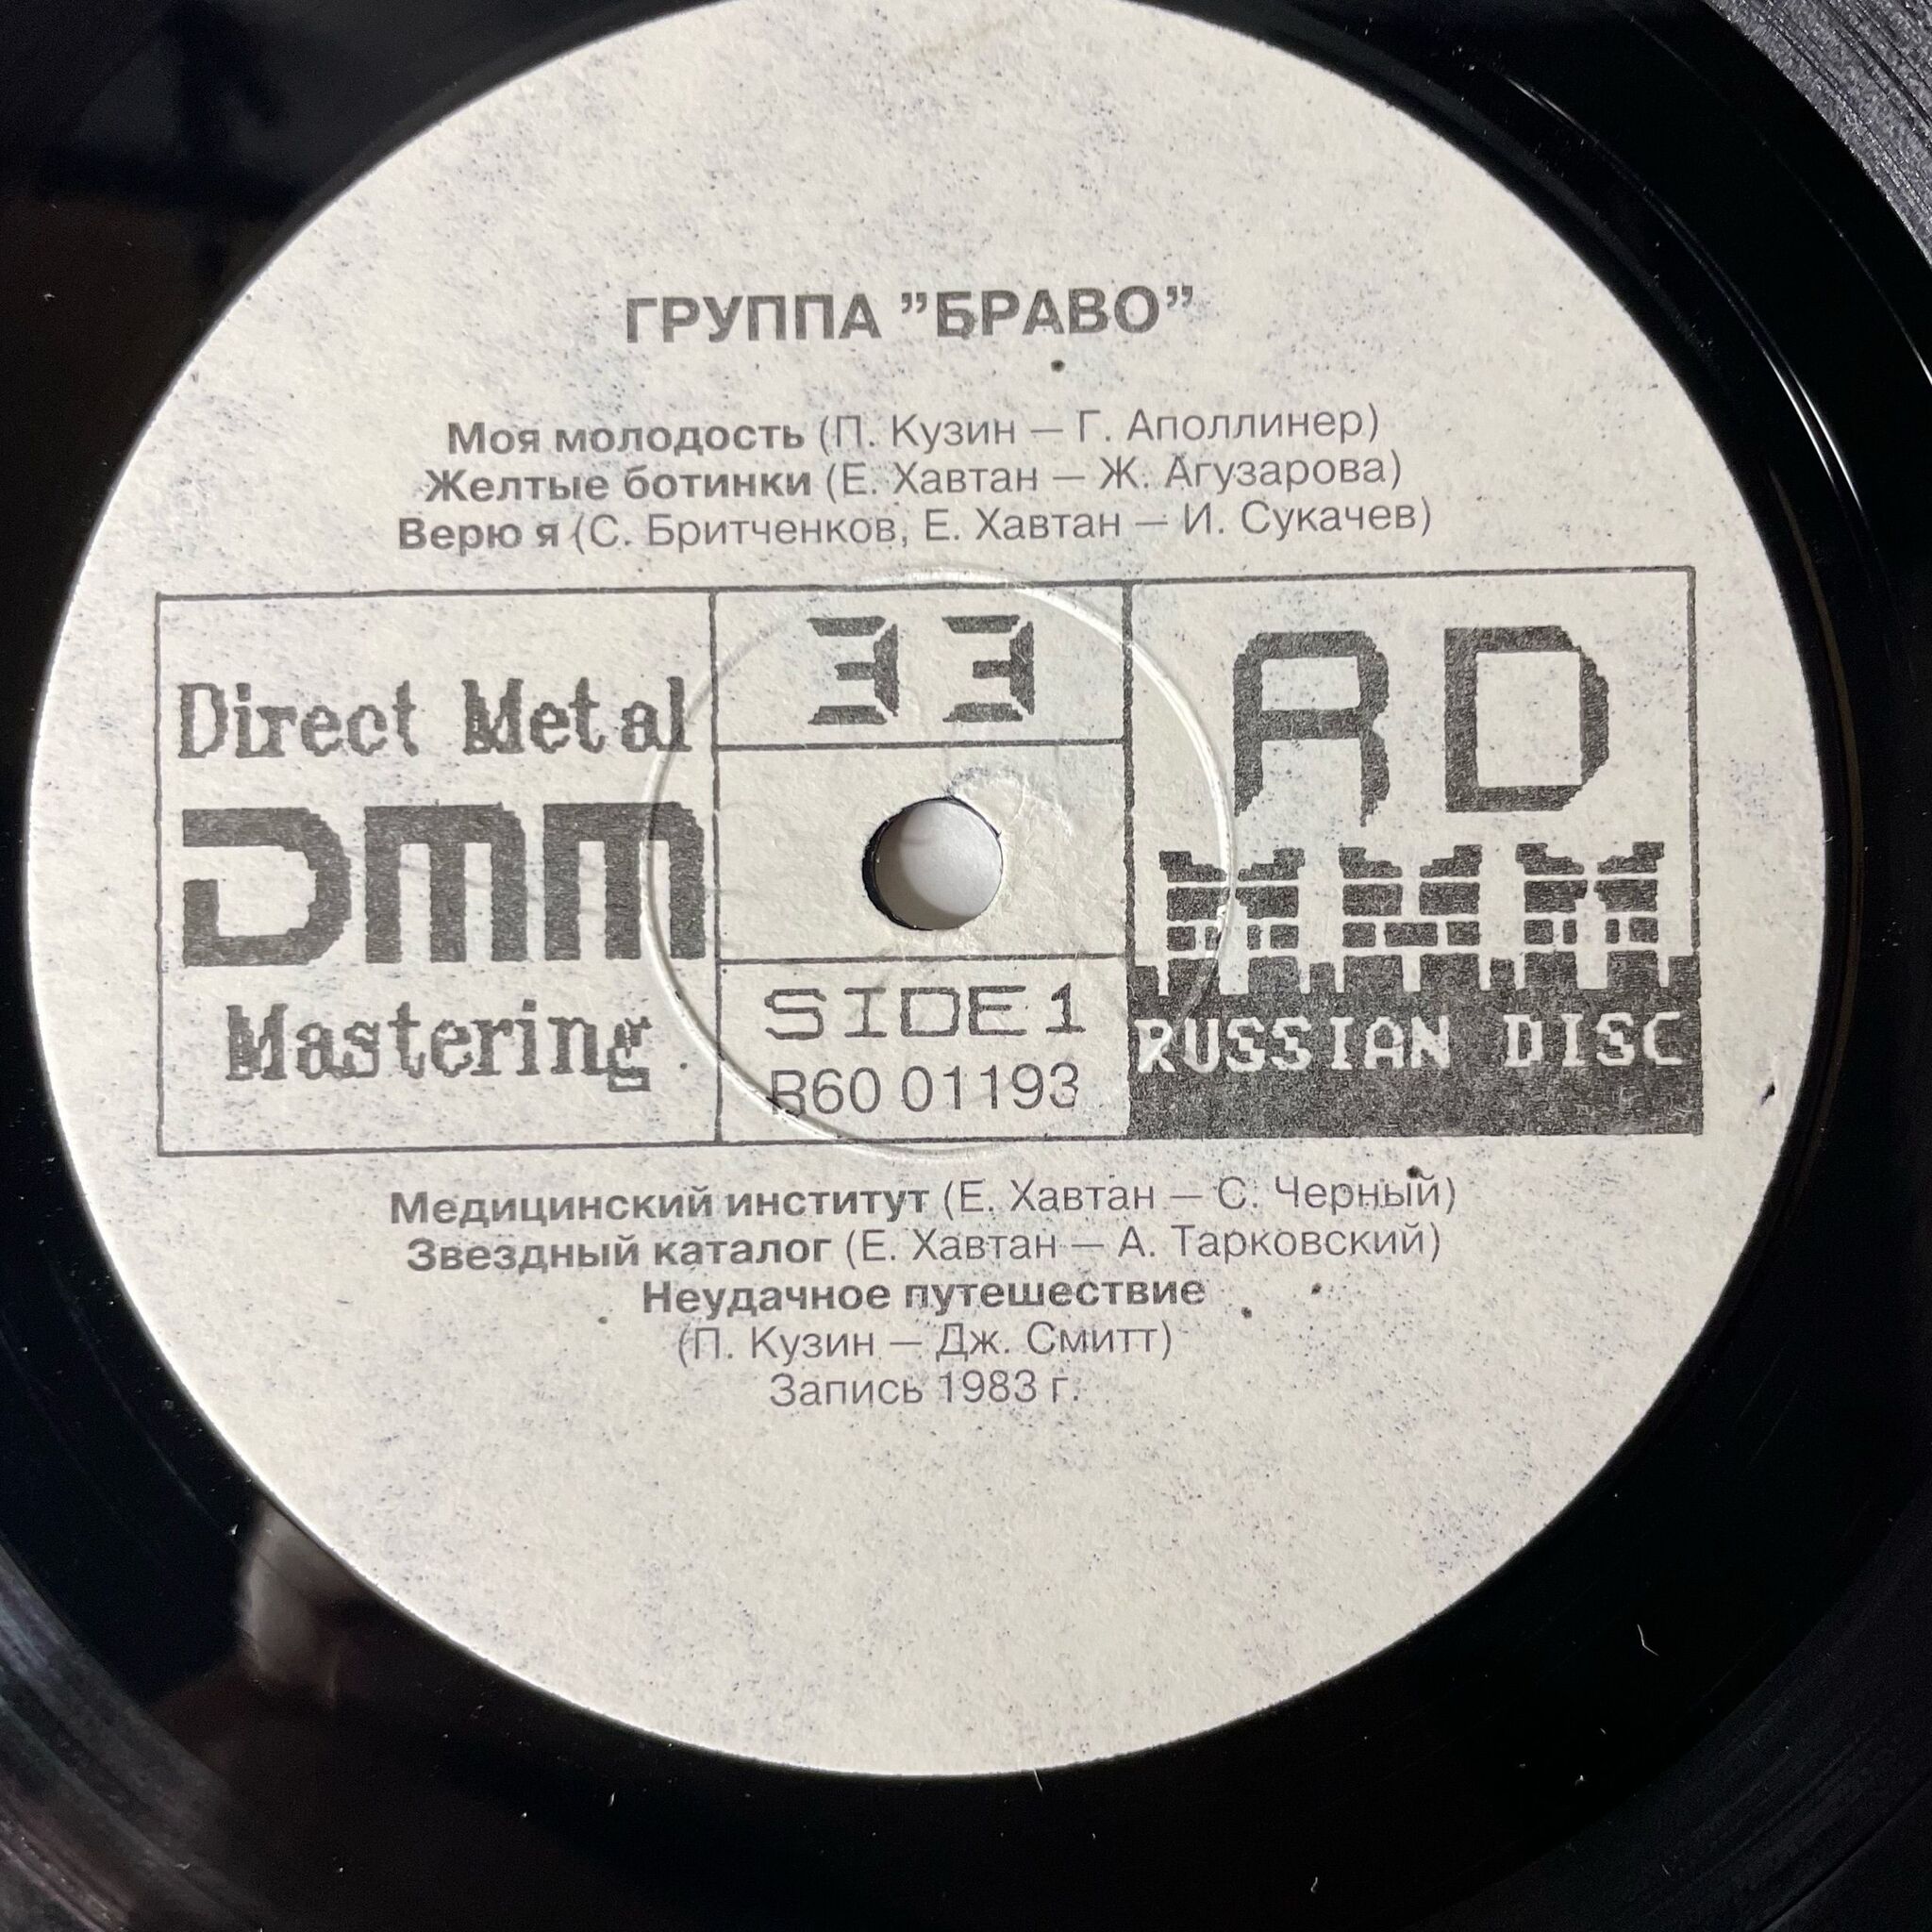 ГРУППА ”БРАВО”
Моя молодость (П. Кузин — Г. Аполлинер)
Желтые ботинки (Е. Хавтан — Ж. Агузарова)
Верю я (С. Бритченков, Е. Хавтан — И. Сукачев)
Direct Metal
DMM
Mastering
33
SIDE 1
R60 01193
RD
RUSSIAN DISC
Медицинский институт (Е. Хавтан — С. Черный)
Звездный каталог (Е. Хавтан — А. Тарковский)
Неудачное путешествие
(П. Кузин — Дж. Смитт)
Запись 1983 г.